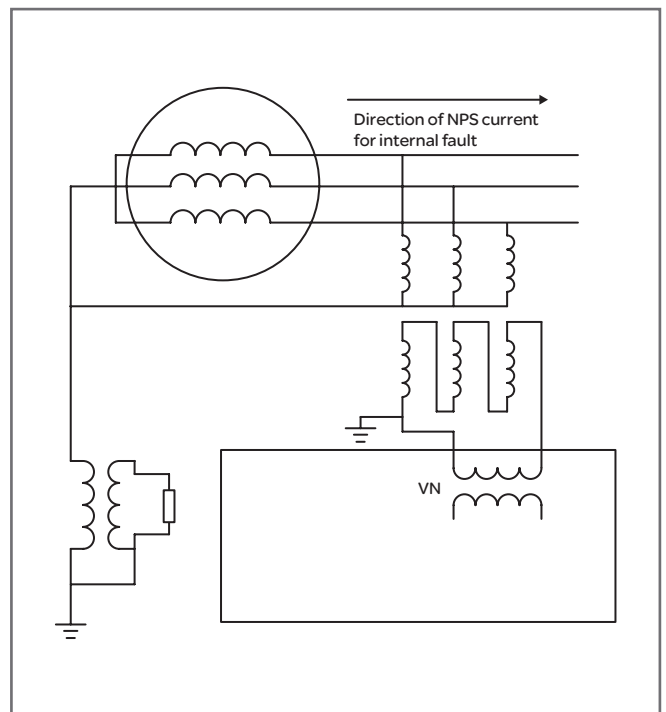 Direction of NPS current
for internal fault
VN